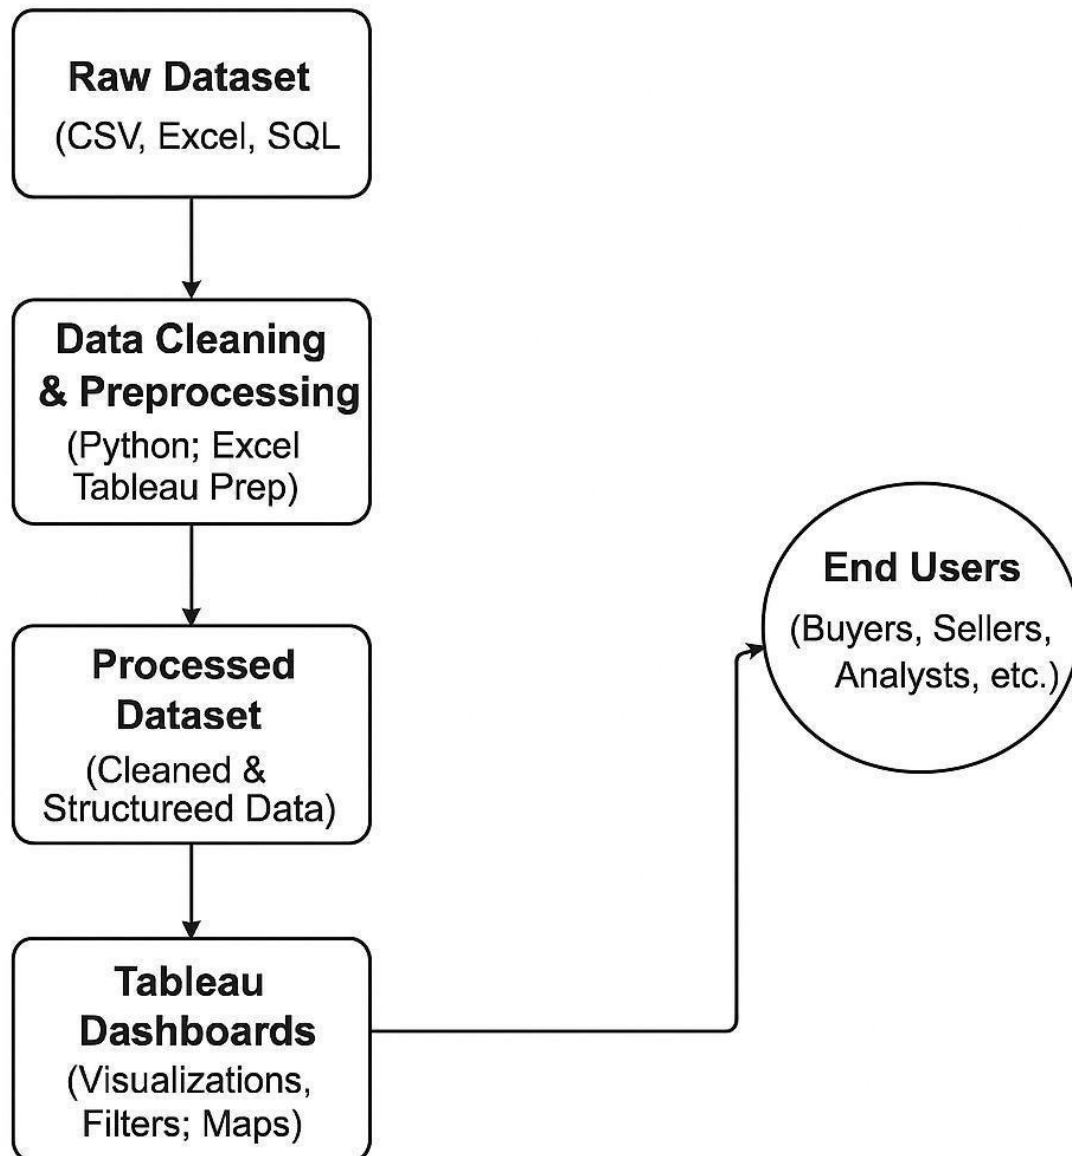 Raw Dataset
(CSV, Excel, SQL
Data Cleaning
& Preprocessing
(Python; Excel
Tableau Prep)
Processed
Dataset
(Cleaned &
Structureed Data)
Tableau
Dashboards
(Visualizations,
Filters; Maps)
End Users
(Buyers, Sellers,
Analysts, etc.)